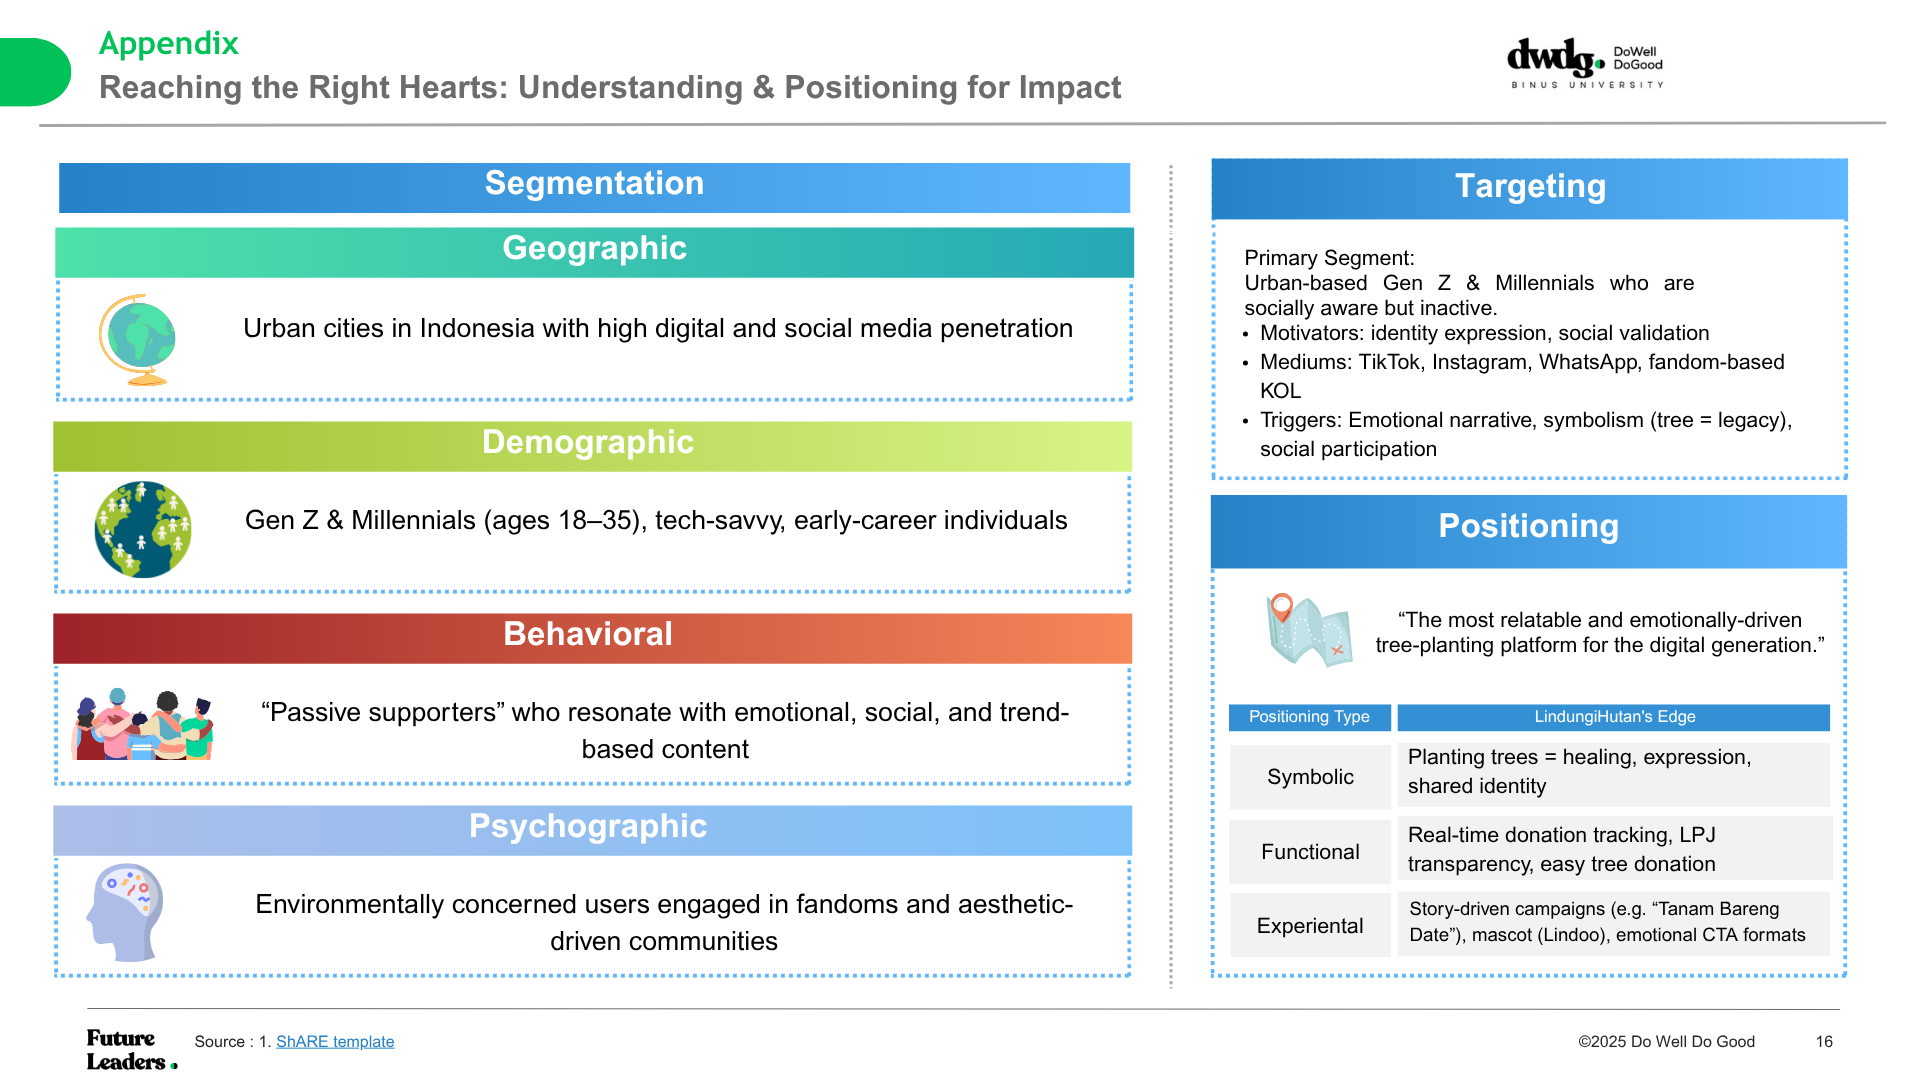 Appendix
Reaching the Right Hearts: Understanding & Positioning for Impact
dwdg.
DoWell
DoGood
BINUS UNIVERSITY
Segmentation
Geographic
Urban cities in Indonesia with high digital and social media penetration
Demographic
Gen Z & Millennials (ages 18–35), tech-savvy, early-career individuals
Behavioral
“Passive supporters” who resonate with emotional, social, and trend-
based content
Psychographic
Environmentally concerned users engaged in fandoms and aesthetic-
driven communities
Targeting
Primary Segment:
Urban-based Gen Z & Millennials who are
socially aware but inactive.
• Motivators: identity expression, social validation
• Mediums: TikTok, Instagram, WhatsApp, fandom-based
KOL
• Triggers: Emotional narrative, symbolism (tree = legacy),
social participation
Positioning
“The most relatable and emotionally-driven
tree-planting platform for the digital generation.”
Positioning Type
LindungiHutan's Edge
Symbolic
Planting trees = healing, expression,
shared identity
Functional
Real-time donation tracking, LPJ
transparency, easy tree donation
Experiential
Story-driven campaigns (e.g. “Tanam Bareng
Date”), mascot (Lindoo), emotional CTA formats
Future
Leaders.
Source : 1. ShARE template
©2025 Do Well Do Good
16